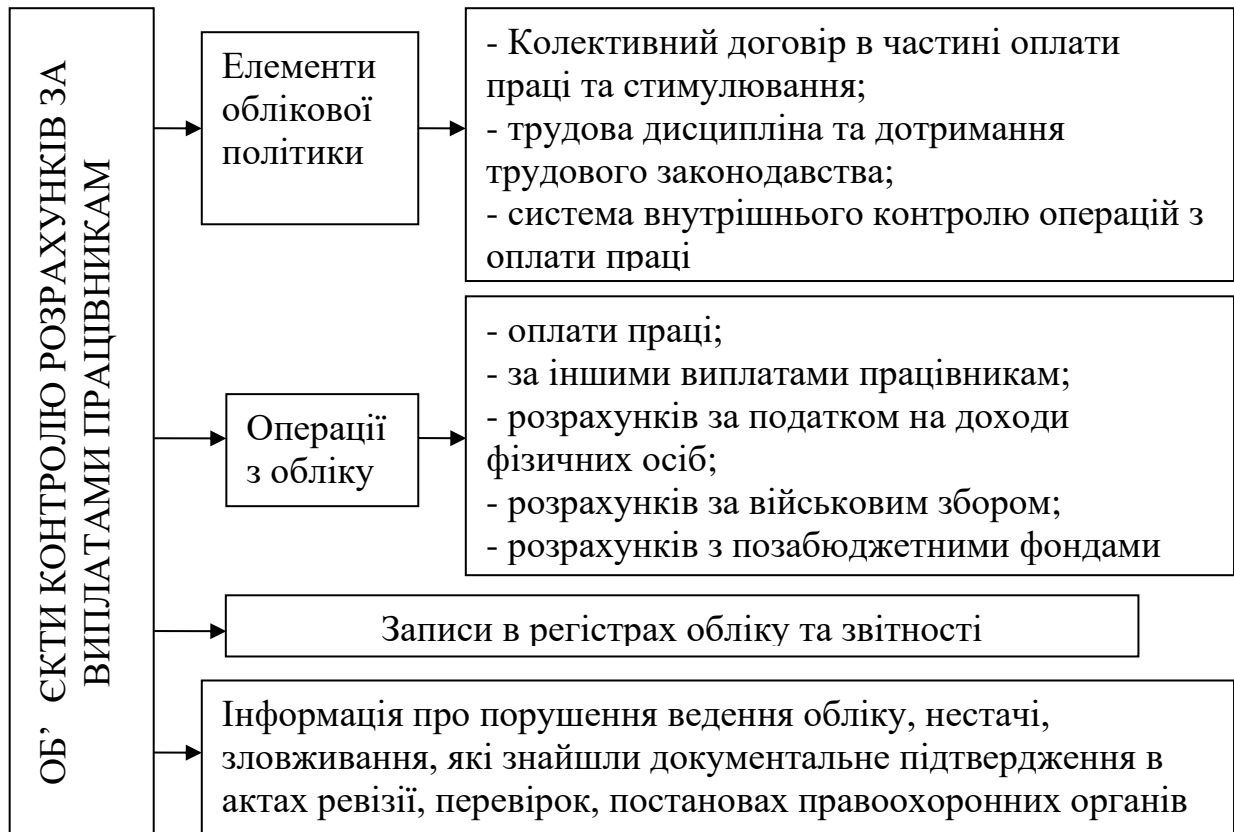 ОБ’ ЄКТИ КОНТРОЛЮ РОЗРАХУНКІВ ЗА
ВИПЛАТАМИ ПРАЦІВНИКАМ
Елементи
облікової
політики
- Колективний договір в частині оплати
праці та стимулювання;
- трудова дисципліна та дотримання
трудового законодавства;
- система внутрішнього контролю операцій з
оплати праці
Операції
з обліку
- оплати праці;
- за іншими виплатами працівникам;
- розрахунків за податком на доходи
фізичних осіб;
- розрахунків за військовим збором;
- розрахунків з позабюджетними фондами
Записи в регістрах обліку та звітності
Інформація про порушення ведення обліку, нестачі,
зловживання, які знайшли документальне підтвердження в
актах ревізії, перевірок, постановах правоохоронних органів